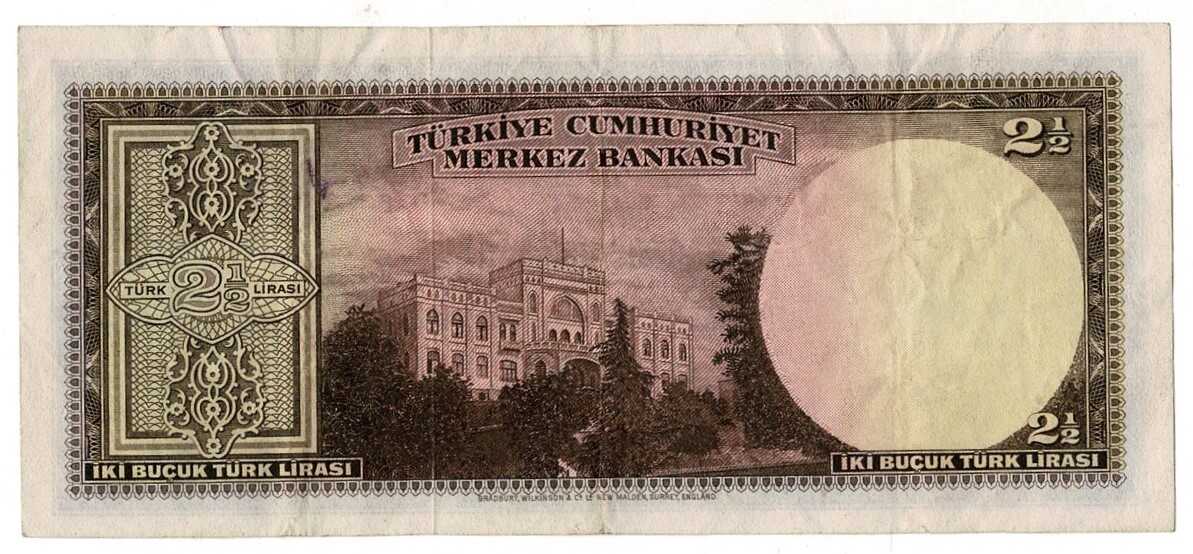 TÜRKİYE CUMHURİYET
MERKEZ BANKASI
2½
TÜRK 2½ LİRASI
2½
İKİ BUÇUK TÜRK LİRASI
İKİ BUÇUK TÜRK LİRASI
BRADBURY, WILKINSON & Cº Lº NEW MALDEN, SURREY, ENGLAND